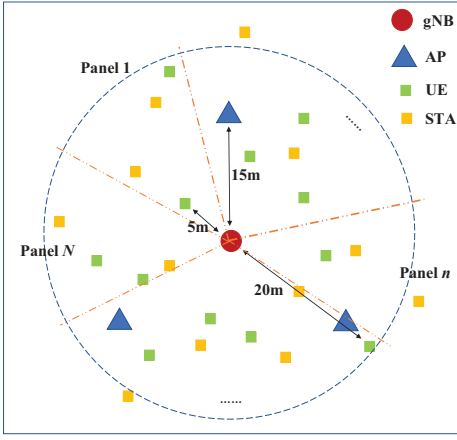 gNB
Panel 1
AP
UE
STA
......
15m
5m
Panel N
Panel n
20m
......